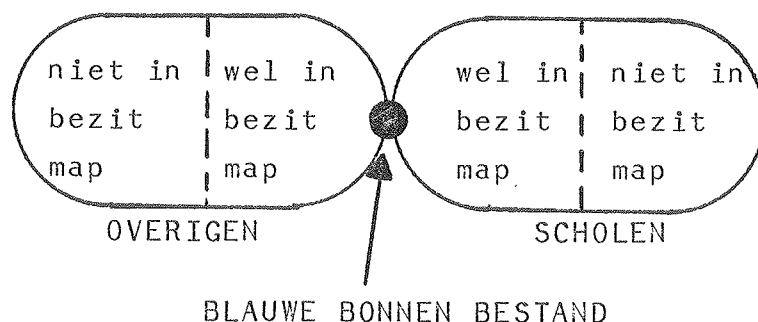 niet in
bezit
map
wel in
bezit
map
wel in
bezit
map
niet in
bezit
map
OVERIGEN
SCHOLEN
BLAUWE BONNEN BESTAND